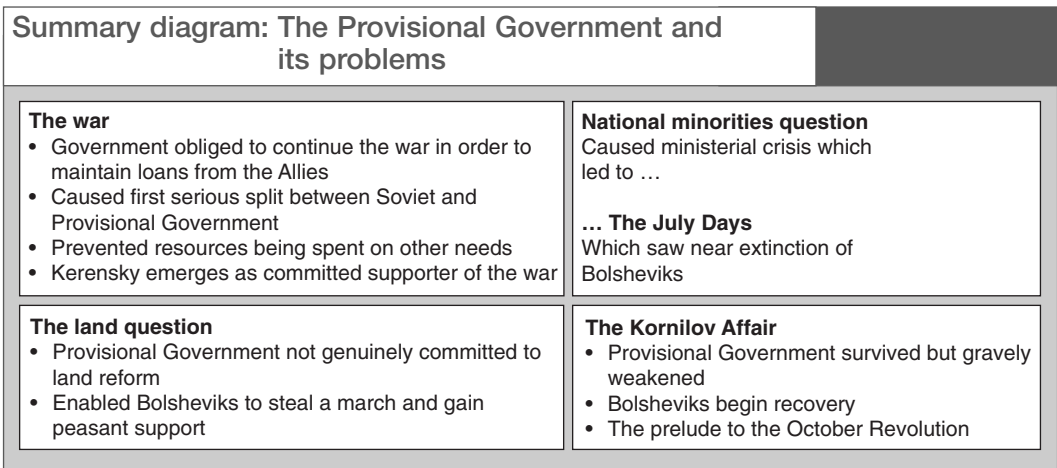 Summary diagram: The Provisional Government and
its problems
The war
• Government obliged to continue the war in order to
maintain loans from the Allies
• Caused first serious split between Soviet and
Provisional Government
• Prevented resources being spent on other needs
• Kerensky emerges as committed supporter of the war
National minorities question
Caused ministerial crisis which
led to …
… The July Days
Which saw near extinction of
Bolsheviks
The land question
• Provisional Government not genuinely committed to
land reform
• Enabled Bolsheviks to steal a march and gain
peasant support
The Kornilov Affair
• Provisional Government survived but gravely
weakened
• Bolsheviks begin recovery
• The prelude to the October Revolution